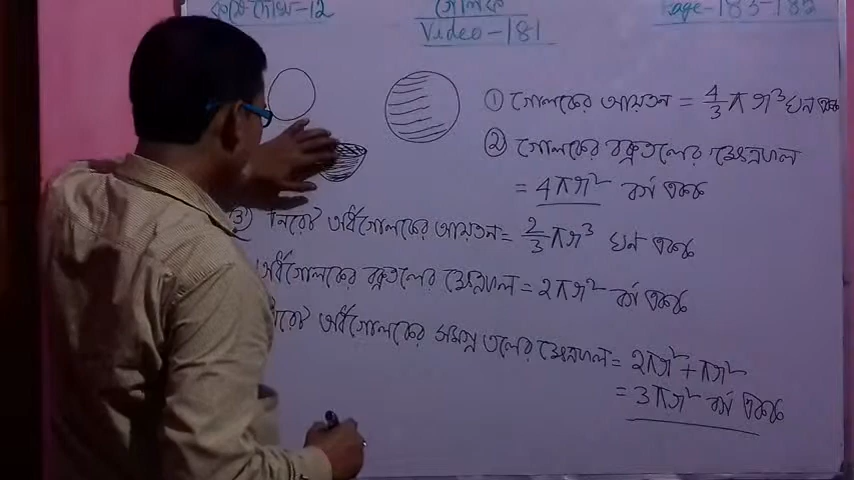 কষে দেখি-12
গোলক
Video-181
Page-183-185
① গোলকের আয়তন = 4/3 π r³ ঘন একক
② গোলকের বক্রতলের ক্ষেত্রফল
= 4πr² বর্গ একক
③ নিরেট অর্ধগোলকের আয়তন = 2/3 πr³ ঘন একক
অর্ধগোলকের বক্রতলের ক্ষেত্রফল = 2πr² বর্গ একক
নিরেট অর্ধগোলকের সমগ্র তলের ক্ষেত্রফল = 2πr² + πr²
= 3πr² বর্গ একক